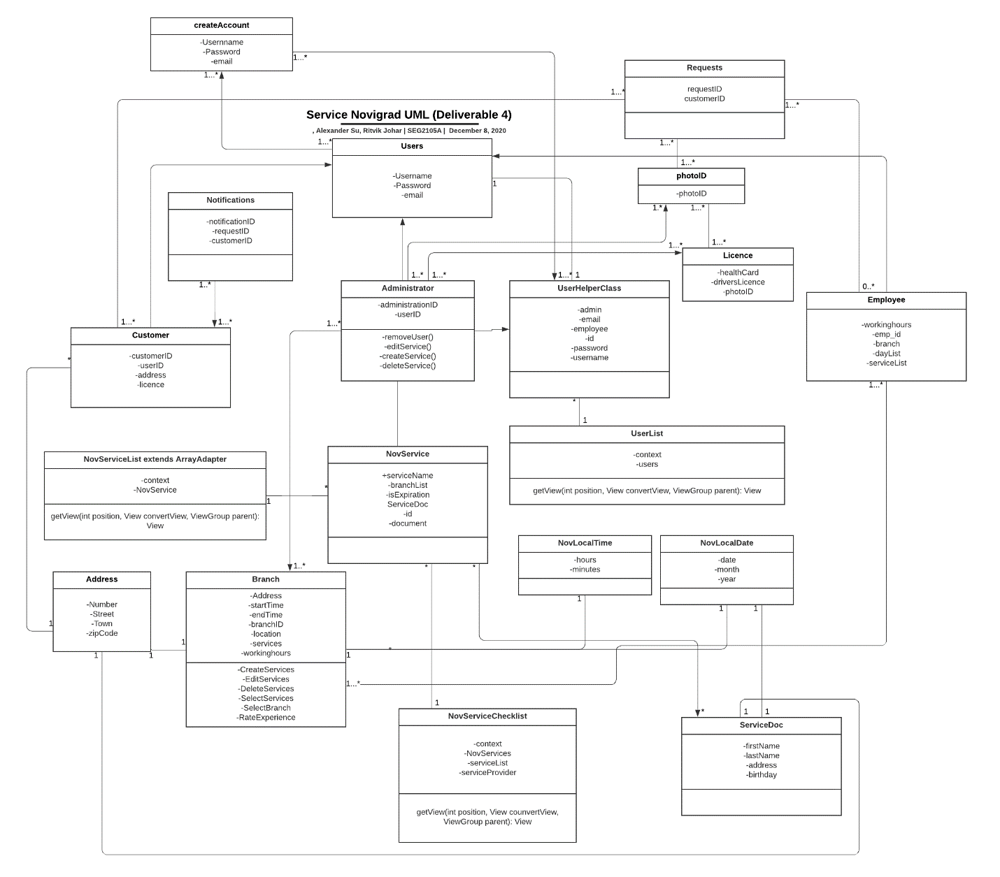 createAccount
-Usernname
-Password
-email
1...*
1...*
Requests
requestID
customerID
1...*
1...*
1...*
Service Novigrad UML (Deliverable 4)
, Alexander Su, Ritvik Johar | SEG2105A | December 8, 2020
1...*
Users
-Username
-Password
-email
1
1...*
photoID
-photoID
1.*
1...*
Notifications
-notificationID
-requestID
-customerID
1..*
1...*
1...*
1...*
Licence
-healthCard
-driversLicence
-photoID
1..*
1...*
Administrator
-administrationID
-userID
-removeUser()
-editService()
-createService()
-deleteService()
1...*
1...*
1
UserHelperClass
-admin
-email
-employee
-id
-password
-username
*
0..*
Employee
-workinghours
-emp_id
-branch
-dayList
-serviceList
1...*
1...*
Customer
-customerID
-userID
-address
-licence
*
1
UserList
-context
-users
getView(int position, View convertView, ViewGroup parent): View
NovServiceList extends ArrayAdapter
-context
-NovService
getView(int position, View convertView, ViewGroup parent):
View
1
*
NovService
+serviceName
-branchList
-isExpiration
ServiceDoc
-id
-document
*
*
NovLocalTime
-hours
-minutes
1
NovLocalDate
-date
-month
-year
1
1
Address
-Number
-Street
-Town
-zipCode
1
1
1
1..*
Branch
-Address
-startTime
-endTime
-branchID
-location
-services
-workinghours
-CreateServices
-EditServices
-DeleteServices
-SelectServices
-SelectBranch
-RateExperience
1
1
*
1...*
1
NovServiceChecklist
-context
-NovServices
-serviceList
-serviceProvider
getView(int position, View counvertView,
ViewGroup parent): View
*
1
1
ServiceDoc
-firstName
-lastName
-address
-birthday